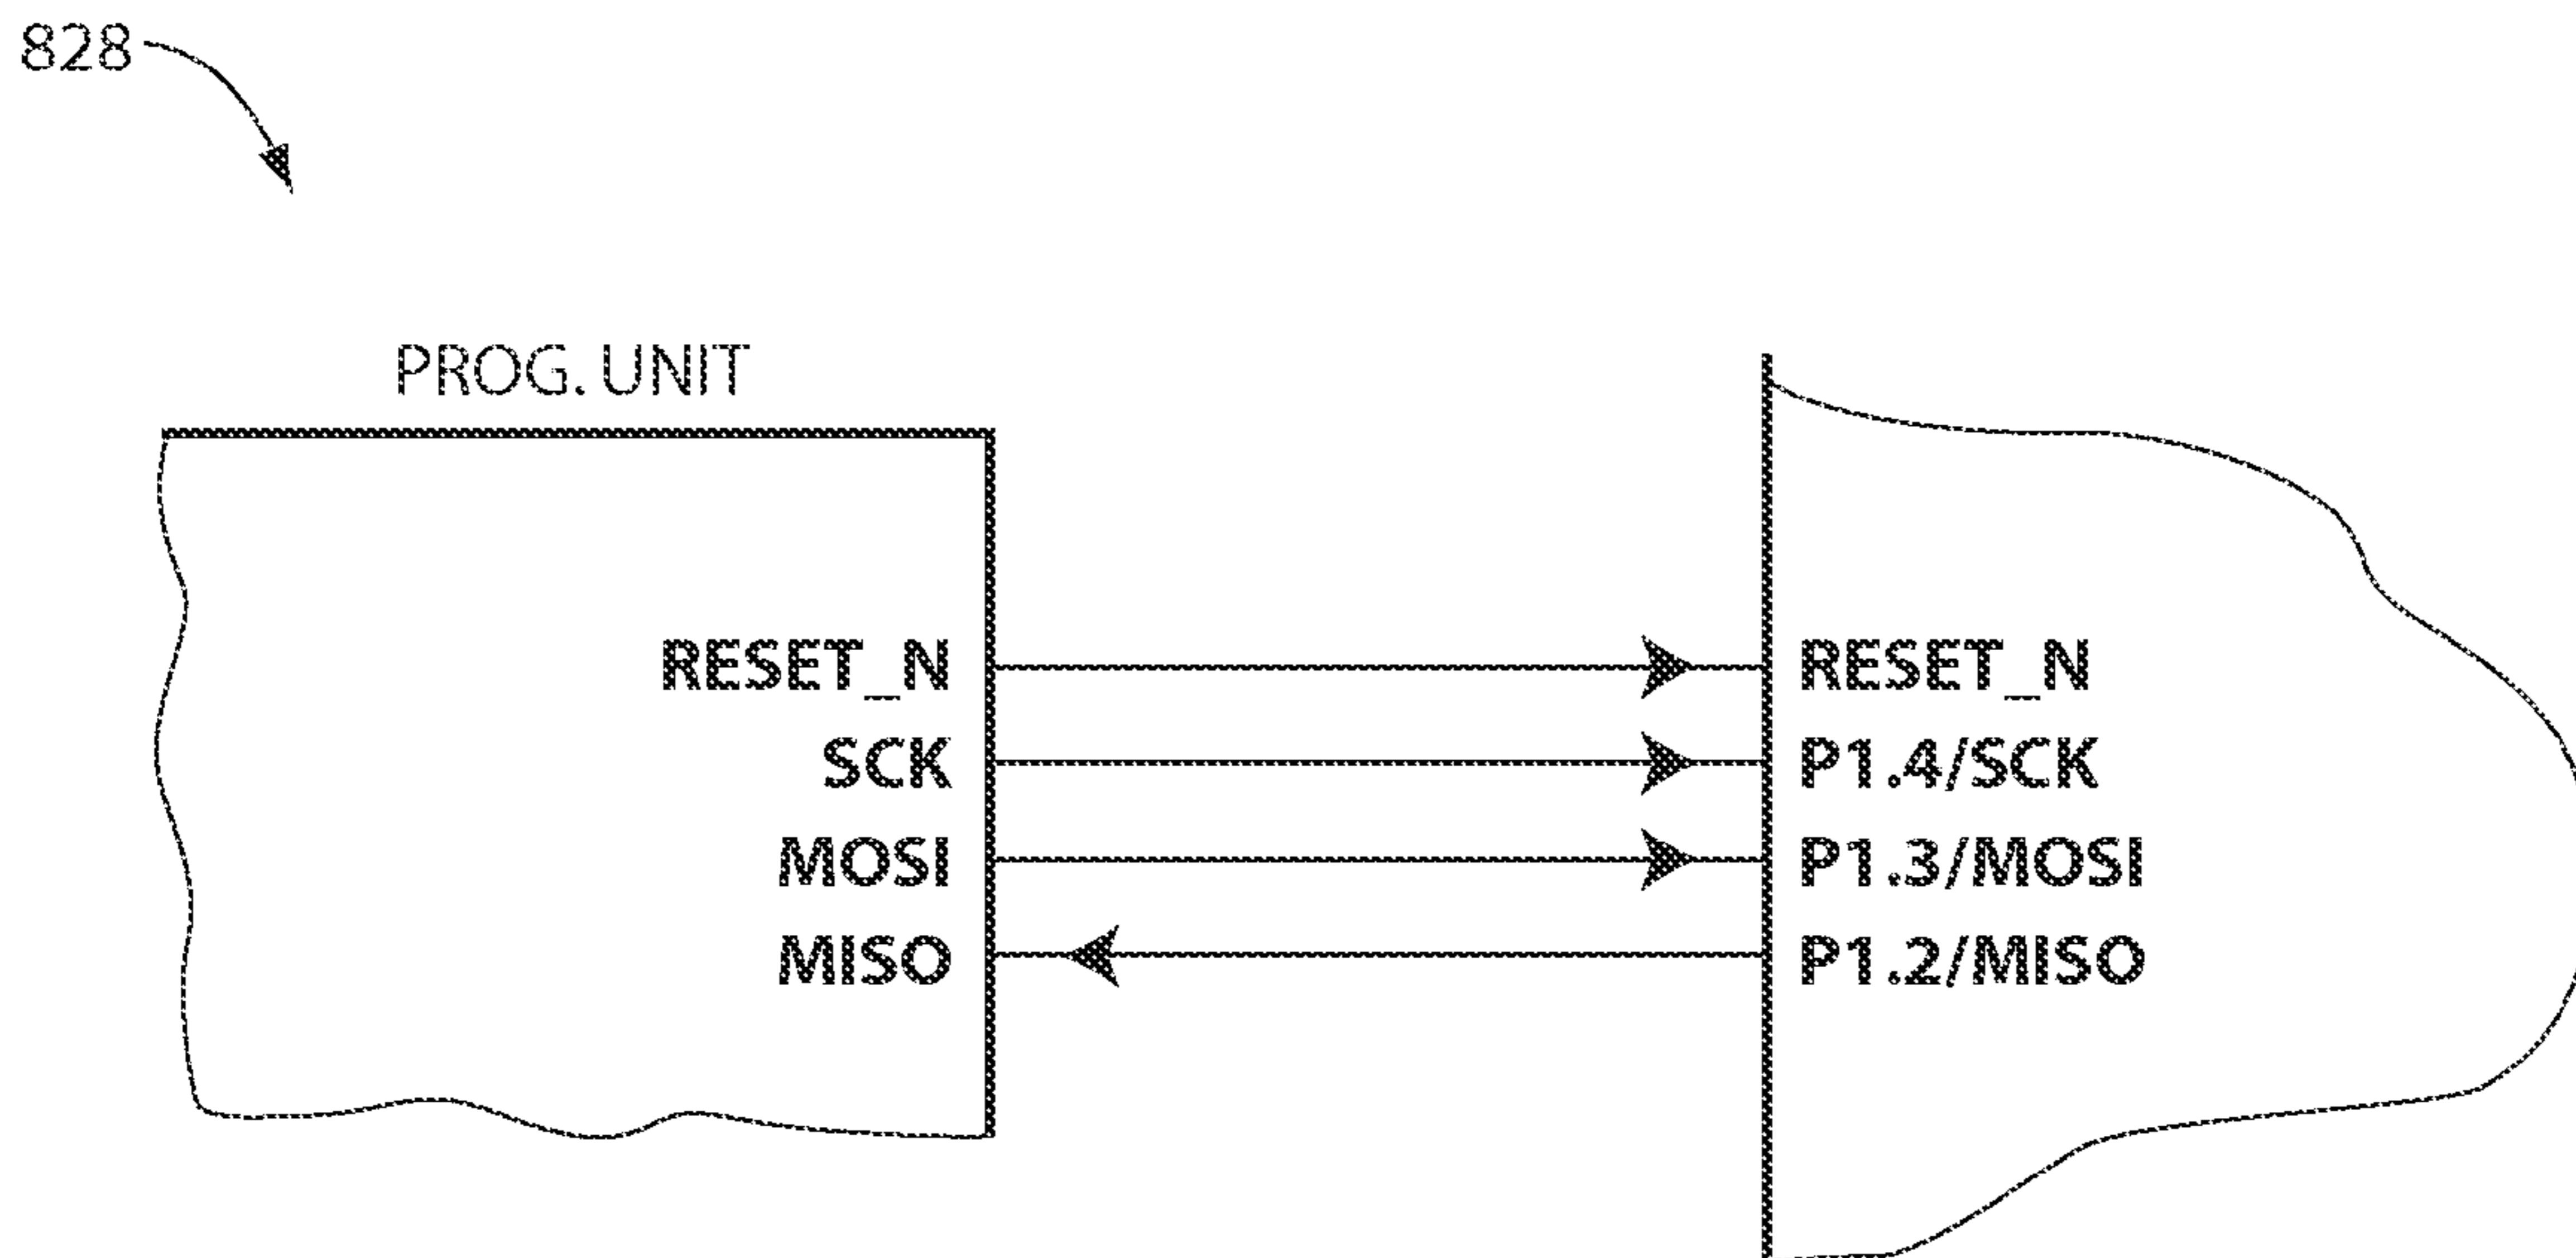 828
PROG. UNIT
RESET_N
SCK
MOSI
MISO
RESET_N
P1.4/SCK
P1.3/MOSI
P1.2/MISO